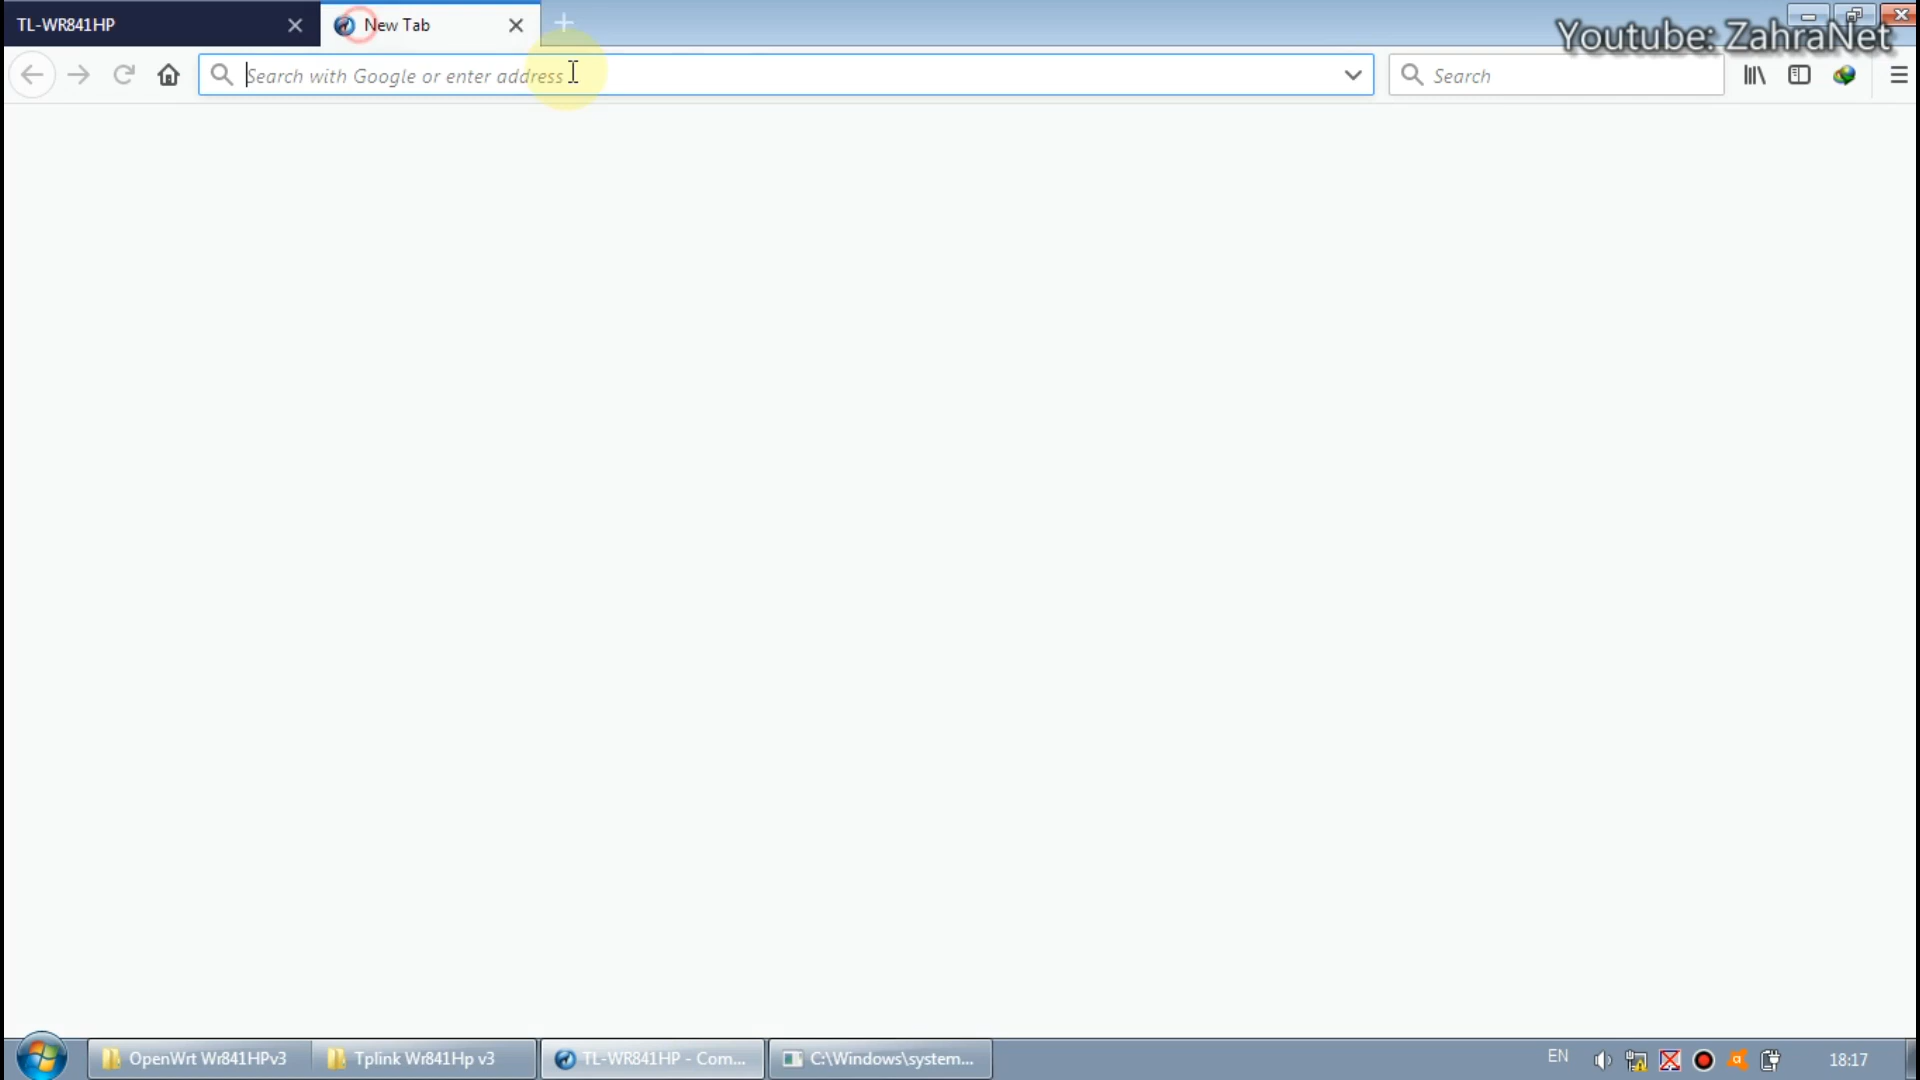 TL-WR841HP
New Tab
Youtube: ZahraNet
Search with Google or enter address
Search
OpenWrt Wr841HPv3
Tplink Wr841Hp v3
TL-WR841HP - Com...
C:\Windows\system...
EN
18:17